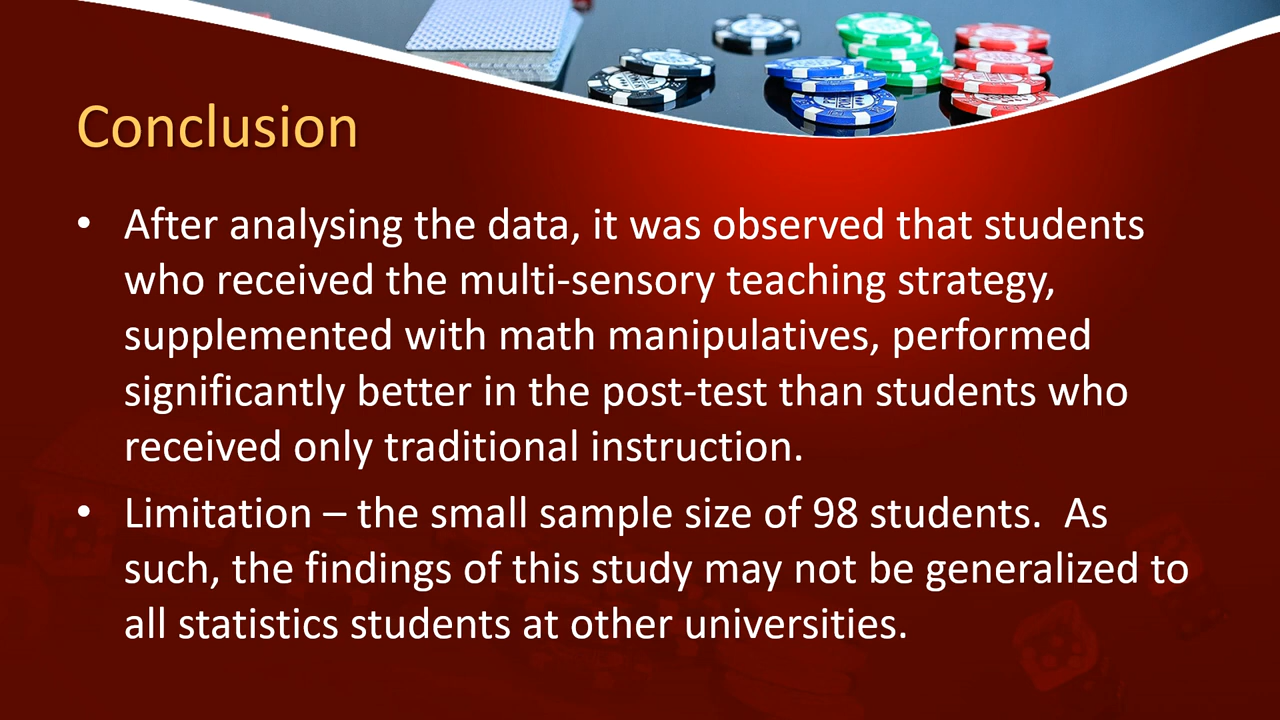 Conclusion
• After analysing the data, it was observed that students
who received the multi-sensory teaching strategy,
supplemented with math manipulatives, performed
significantly better in the post-test than students who
received only traditional instruction.
• Limitation – the small sample size of 98 students.  As
such, the findings of this study may not be generalized to
all statistics students at other universities.